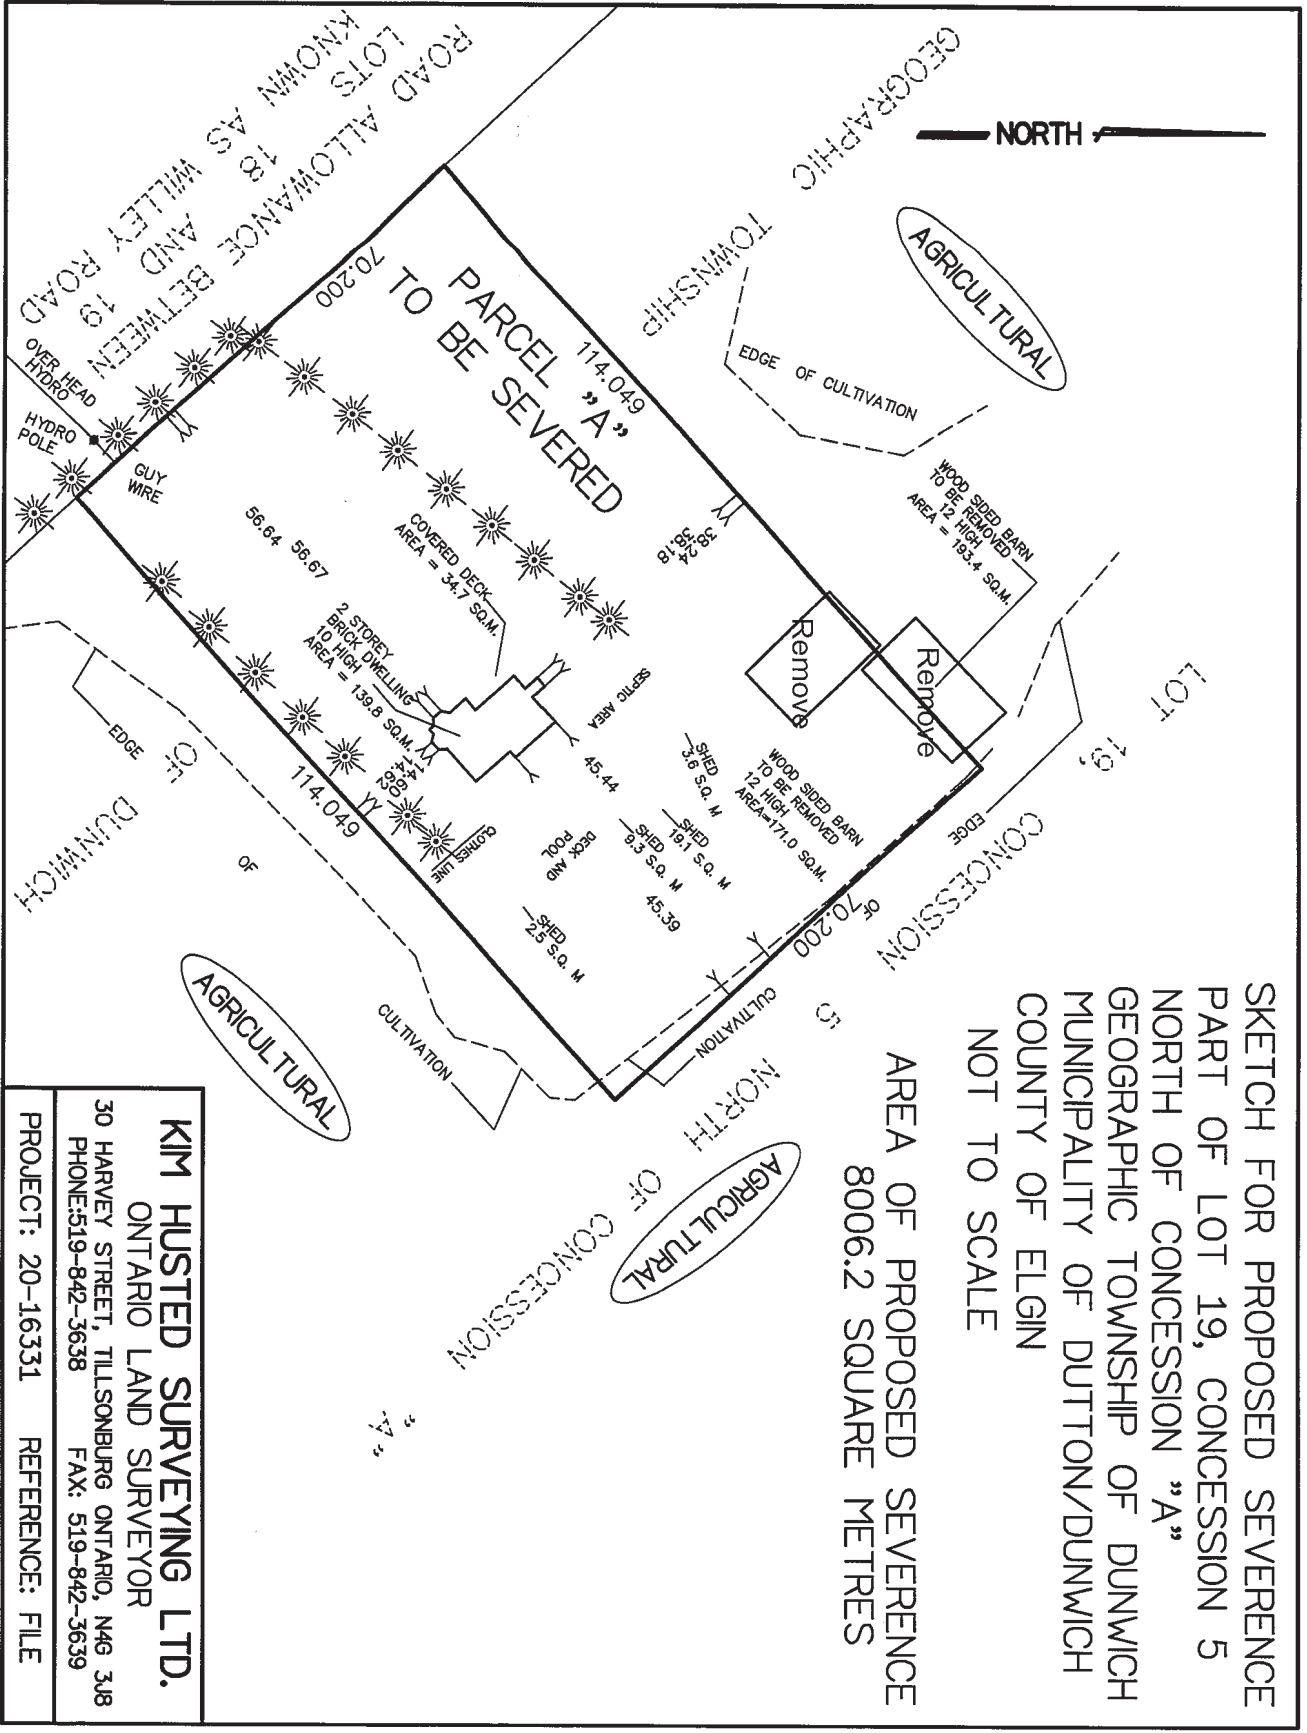 SKETCH FOR PROPOSED SEVERENCE
PART OF LOT 19, CONCESSION 5
NORTH OF CONCESSION "A"
GEOGRAPHIC TOWNSHIP OF DUNWICH
MUNICIPALITY OF DUTTON/DUNWICH
COUNTY OF ELGIN
NOT TO SCALE
AREA OF PROPOSED SEVERENCE
8006.2 SQUARE METRES
NORTH
GEOGRAPHIC
TOWNSHIP
OF
DUNWICH
LOT
19,
CONCESSION
5
NORTH
OF
CONCESSION
"A"
AGRICULTURAL
AGRICULTURAL
AGRICULTURAL
EDGE OF CULTIVATION
WOOD SIDED BARN
TO BE REMOVED
12 HIGH
AREA = 193.4 SQ.M.
Remove
Remove
WOOD SIDED BARN
TO BE REMOVED
12 HIGH
AREA=171.0 SQ.M.
PARCEL "A"
TO BE SEVERED
114.049
70.200
38.24
38.18
ROAD ALLOWANCE BETWEEN
LOTS 18 AND 19
KNOWN AS WILLEY ROAD
OVER HEAD
HYDRO
HYDRO
POLE
GUY
WIRE
56.67
56.64
COVERED DECK
AREA = 34.7 SQ.M.
2 STOREY
BRICK DWELLING
10 HIGH
AREA = 139.8 SQ.M.
14.62
14.60
SEPTIC AREA
45.44
SHED
3.6 S.Q. M
SHED
19.1 S.Q. M
SHED
9.3 S.Q. M
45.39
DECK AND
POOL
CLOTHES LINE
SHED
2.5 S.Q. M
114.049
70.200
EDGE
OF
CULTIVATION
EDGE
OF
CULTIVATION
KIM HUSTED SURVEYING LTD.
ONTARIO LAND SURVEYOR
30 HARVEY STREET, TILLSONBURG ONTARIO, N4G 3J8
PHONE:519-842-3638 FAX: 519-842-3639
PROJECT: 20-16331 REFERENCE: FILE